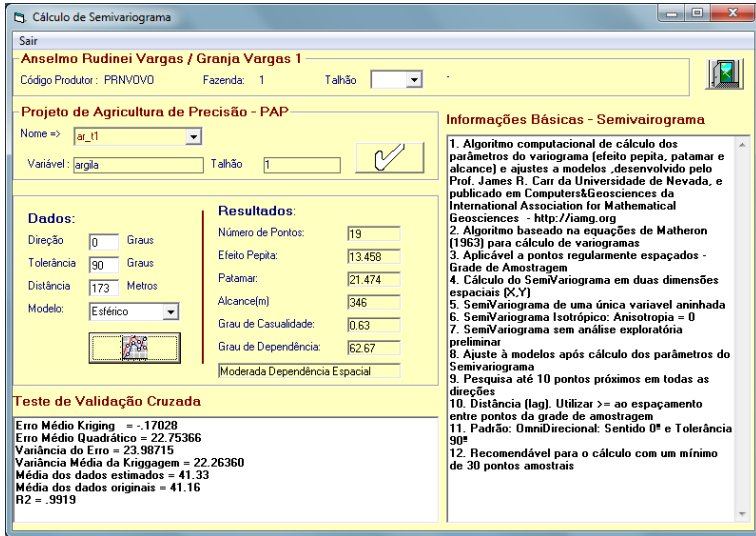 Cálculo de Semivariograma
Sair
Anselmo Rudinei Vargas / Granja Vargas 1
Código Produtor : PRNVOVO Fazenda: 1 Talhão -
Projeto de Agricultura de Precisão - PAP
Nome => ar_t1
Variável : argila Talhão 1
Dados:
Direção 0 Graus
Tolerância 90 Graus
Distância 173 Metros
Modelo: Esférico
Resultados:
Número de Pontos: 19
Efeito Pepita: 13.458
Patamar: 21.474
Alcance(m) 346
Grau de Casualidade: 0.63
Grau de Dependência: 62.67
Moderada Dependência Espacial
Teste de Validação Cruzada
Erro Médio Kriging = -.17028
Erro Médio Quadrático = 22.75366
Variância do Erro = 23.98715
Variância Média da Kriggagem = 22.26360
Média dos dados estimados = 41.33
Média dos dados originais = 41.16
R2 = .9919
Informações Básicas - Semivairograma
1. Algoritmo computacional de cálculo dos
parâmetros do variograma (efeito pepita, patamar e
alcance) e ajustes a modelos ,desenvolvido pelo
Prof. James R. Carr da Universidade de Nevada, e
publicado em Computers&Geosciences da
International Association for Mathematical
Geosciences - http://iamg.org
2. Algoritmo baseado na equações de Matheron
(1963) para cálculo de variogramas
3. Aplicável a pontos regularmente espaçados -
Grade de Amostragem
4. Cálculo do SemiVariograma em duas dimensões
espaciais (X,Y)
5. SemiVariograma de uma única variavel aninhada
6. SemiVariograma Isotrópico: Anisotropia = 0
7. SemiVariograma sem análise exploratória
preliminar
8. Ajuste à modelos após cálculo dos parâmetros do
Semivariograma
9. Pesquisa até 10 pontos próximos em todas as
direções
10. Distância (lag). Utilizar >= ao espaçamento
entre pontos da grade de amostragem
11. Padrão: OmniDirecional: Sentido 0º e Tolerância
90º
12. Recomendável para o cálculo com um mínimo
de 30 pontos amostrais